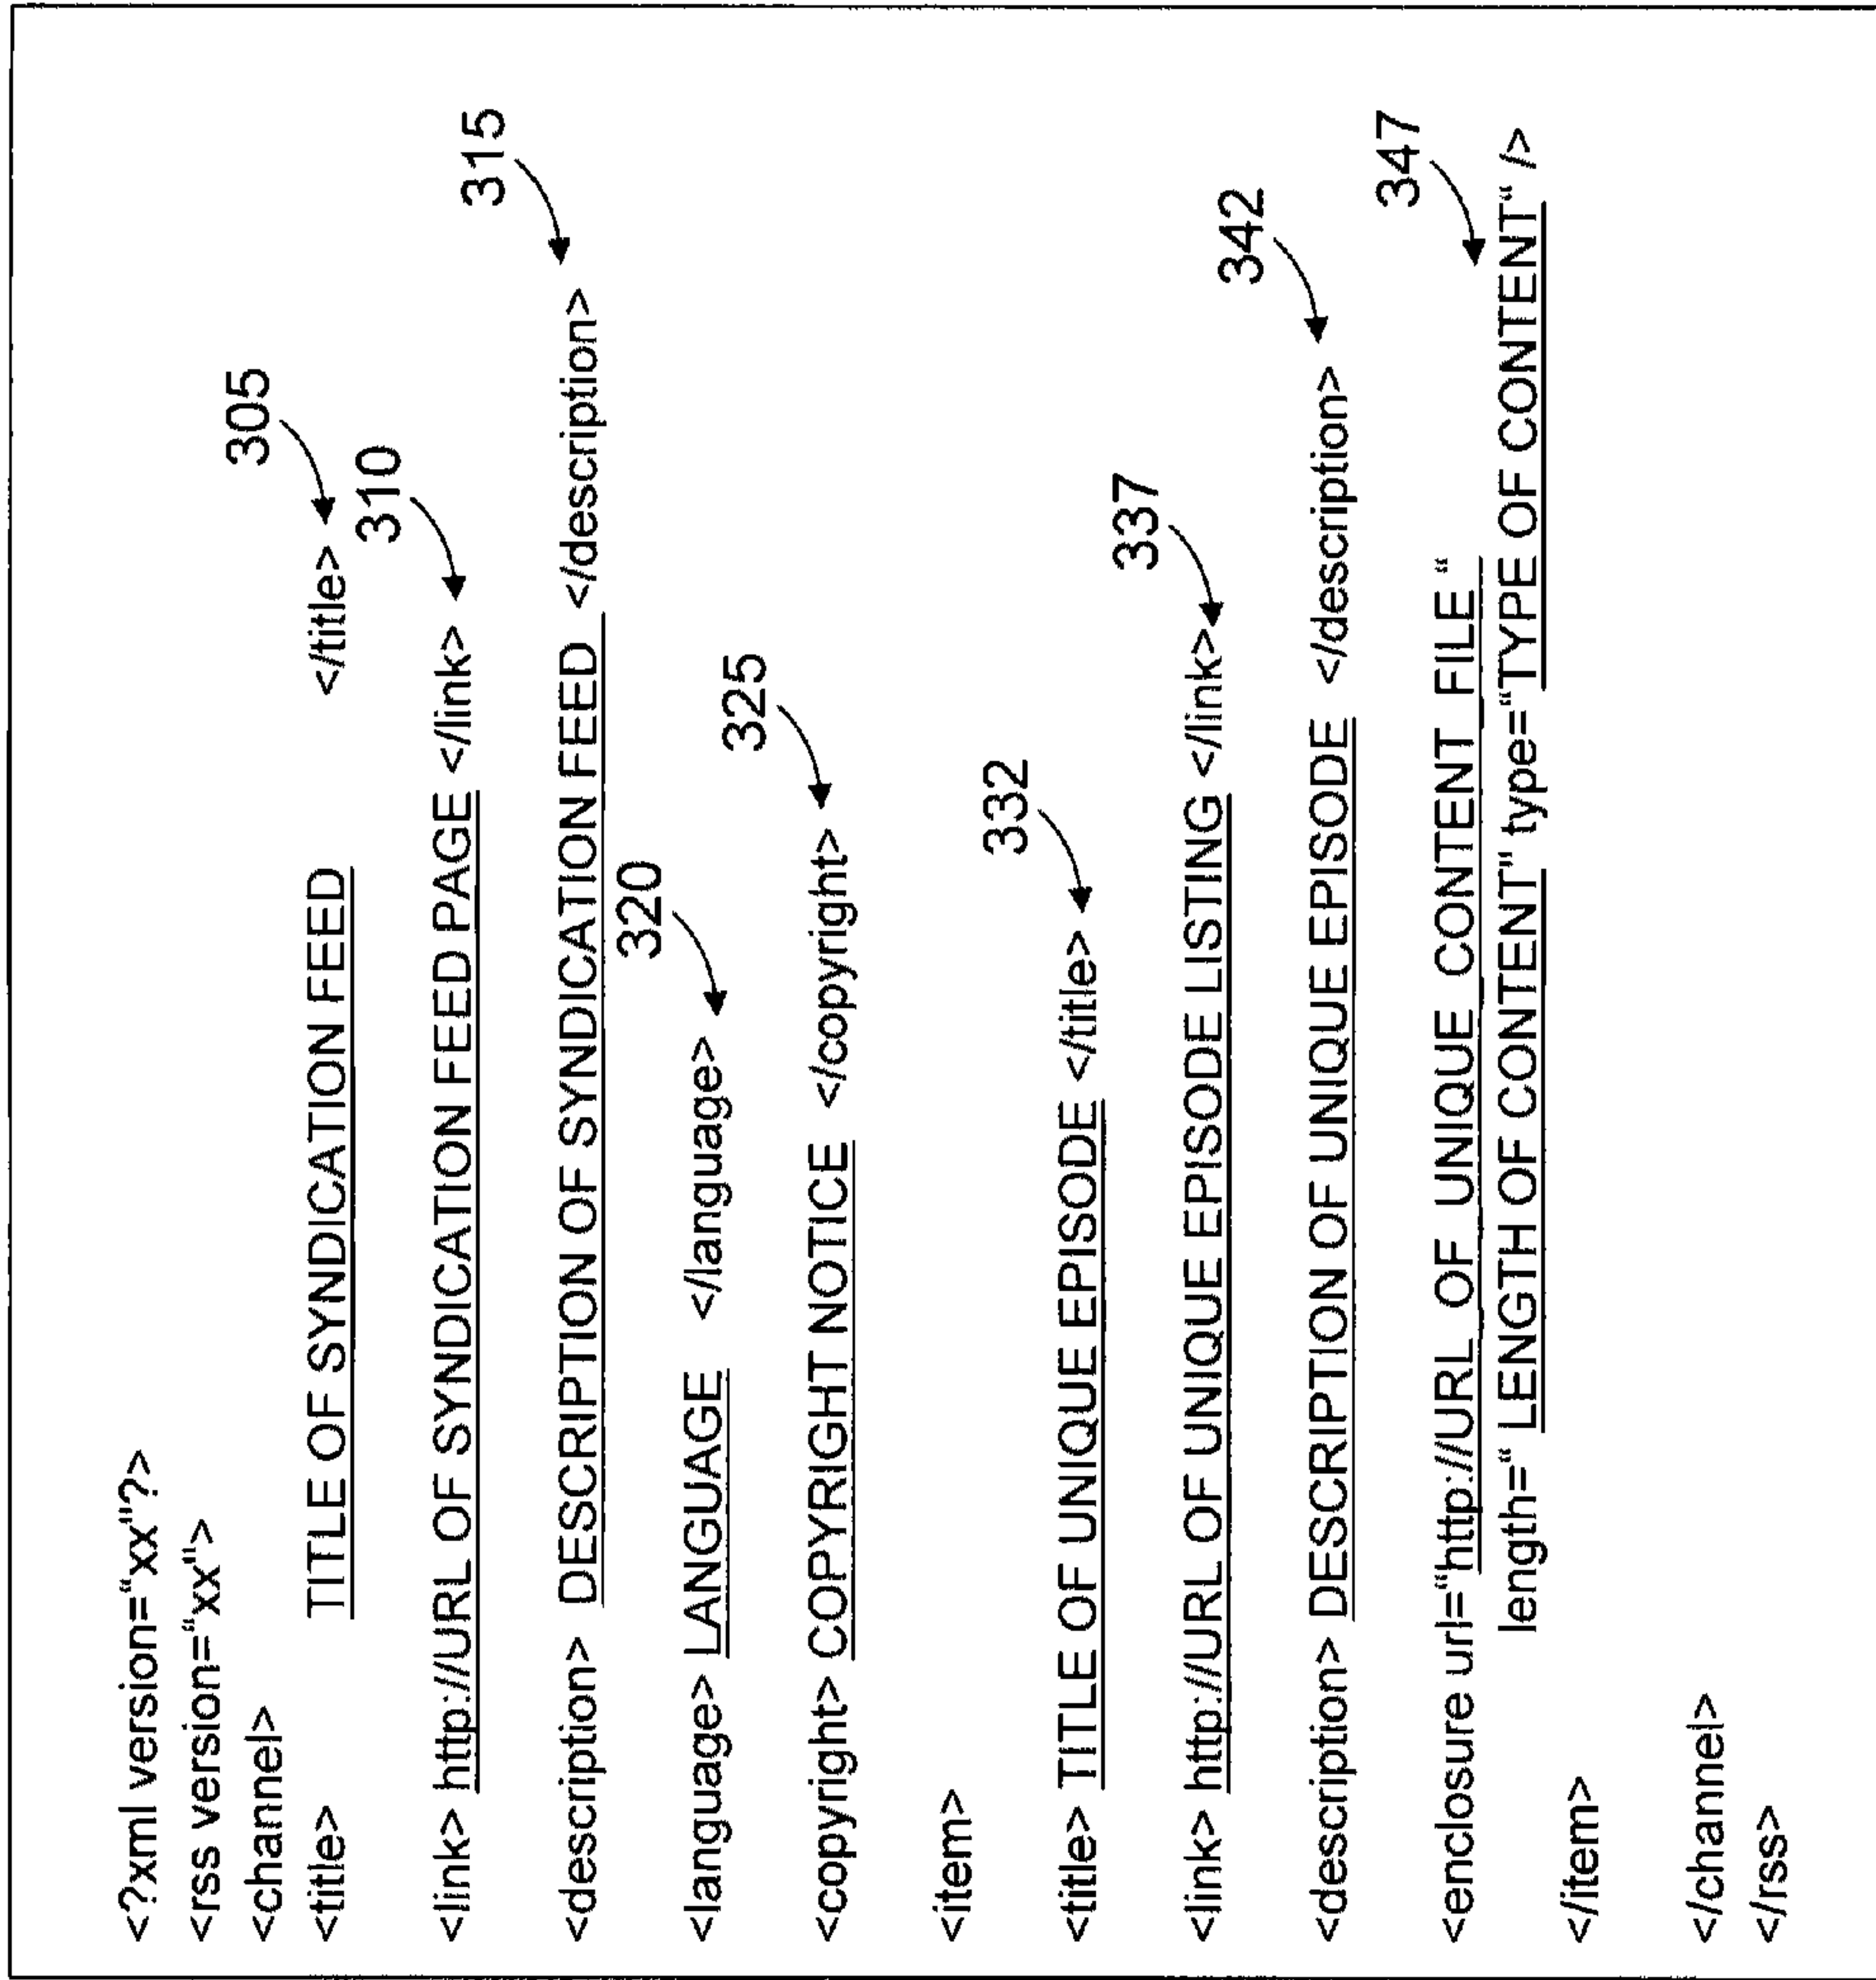 <?xml version="xx"?>
<rss version="xx">
<channel>
<title> TITLE OF SYNDICATION FEED </title> 305
<link> http://URL OF SYNDICATION FEED PAGE </link> 310
<description> DESCRIPTION OF SYNDICATION FEED </description> 315
<language> LANGUAGE </language> 320
<copyright> COPYRIGHT NOTICE </copyright> 325
<item>
<title> TITLE OF UNIQUE EPISODE </title> 332
<link> http://URL OF UNIQUE EPISODE LISTING </link> 337
<description> DESCRIPTION OF UNIQUE EPISODE </description> 342
<enclosure url="http://URL OF UNIQUE CONTENT FILE " 347
length=" LENGTH OF CONTENT" type="TYPE OF CONTENT" />
</item>
</channel>
</rss>